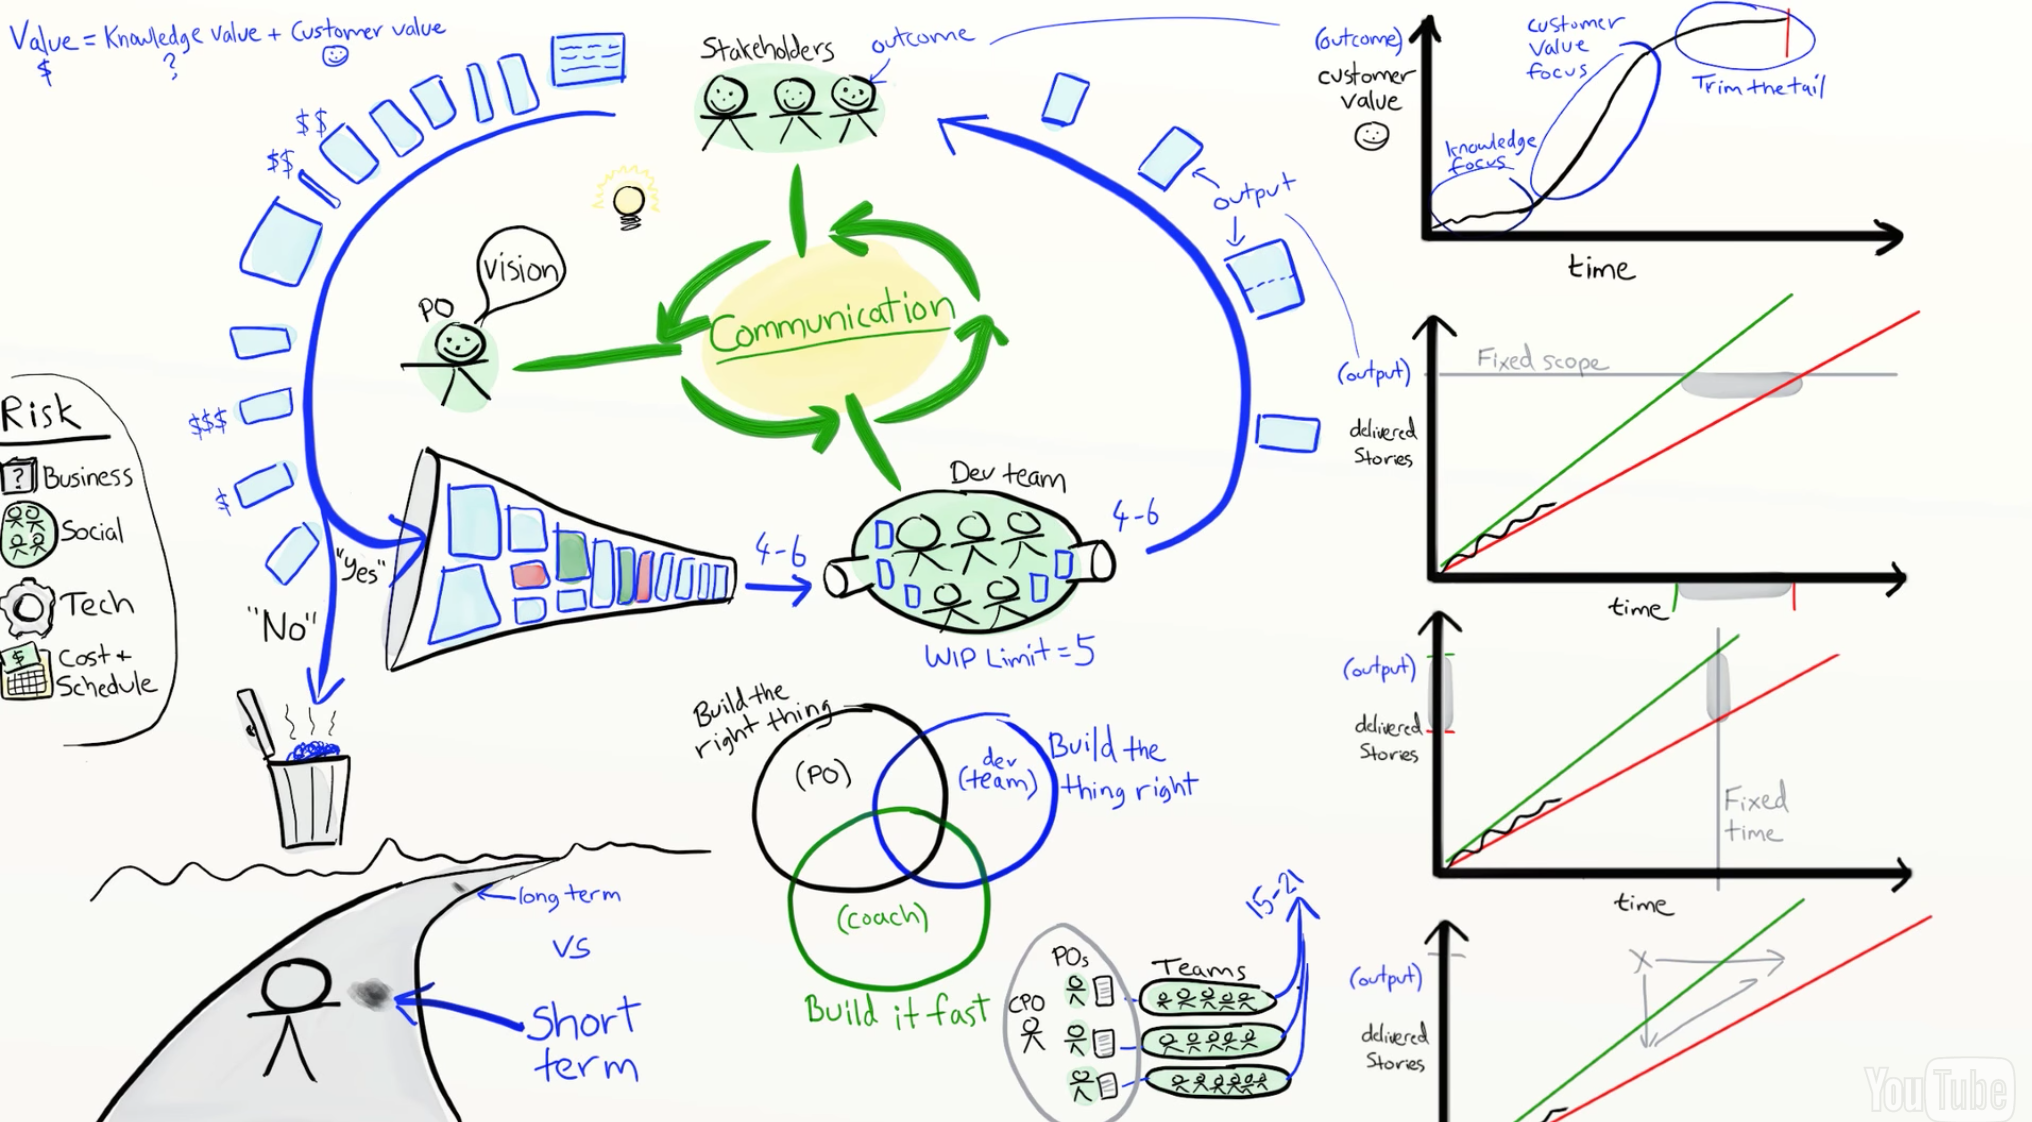 Value = Knowledge value + Customer value
$
?
$$
$$
$$$
$
Stakeholders
outcome
output
PO
Vision
Communication
Risk
?
Business
Social
Tech
$
Cost +
Schedule
"Yes"
"No"
4-6
Dev team
4-6
WIP Limit = 5
Build the
right thing
(PO)
dev
(team)
Build the
thing right
(coach)
Build it fast
long term
vs
Short
term
CPO
POs
Teams
15-21
(outcome)
customer
value
knowledge
focus
customer
value
focus
Trim the tail
time
(output)
delivered
Stories
Fixed scope
time
(output)
delivered
Stories
Fixed
time
time
(output)
delivered
Stories
X
YouTube